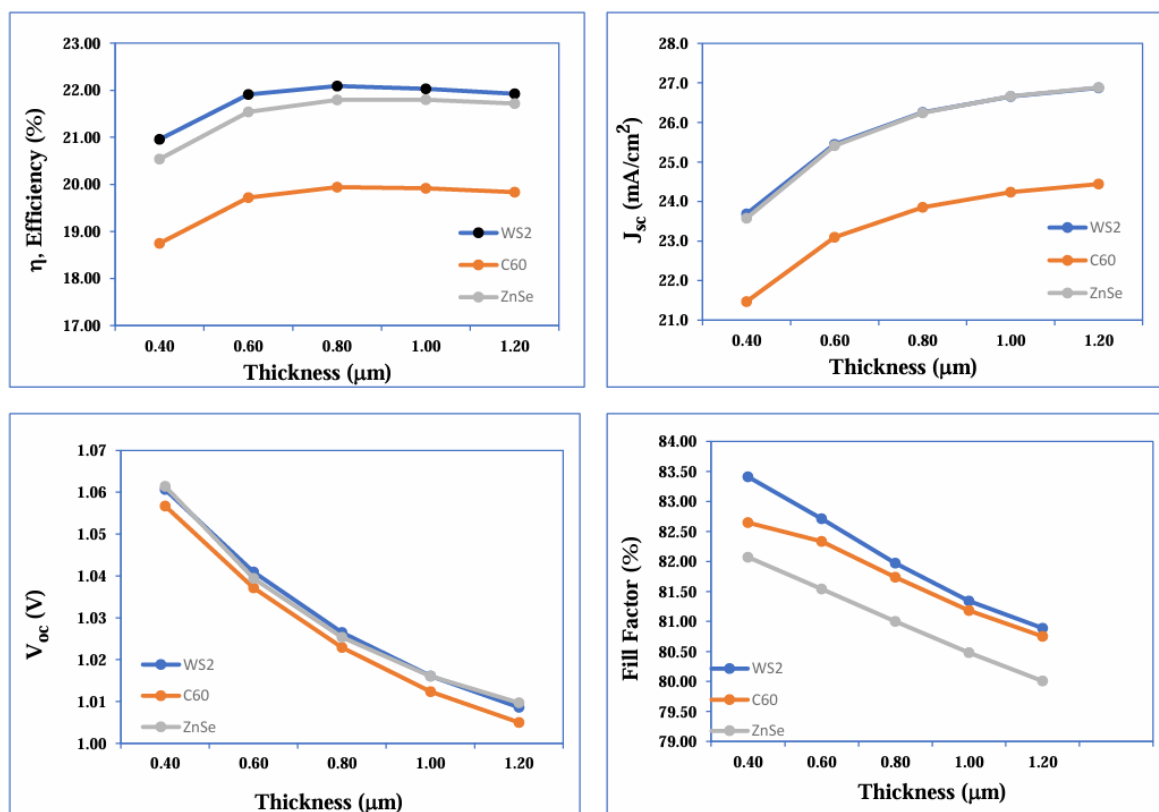 23.00
22.00
21.00
20.00
19.00
18.00
17.00
η, Efficiency (%)
WS2
C60
ZnSe
0.40 0.60 0.80 1.00 1.20
Thickness (μm)
28.0
27.0
26.0
25.0
24.0
23.0
22.0
21.0
Jsc (mA/cm²)
WS2
C60
ZnSe
0.40 0.60 0.80 1.00 1.20
Thickness (μm)
1.07
1.06
1.05
1.04
1.03
1.02
1.01
1.00
Voc (V)
WS2
C60
ZnSe
0.40 0.60 0.80 1.00 1.20
Thickness (μm)
84.00
83.50
83.00
82.50
82.00
81.50
81.00
80.50
80.00
79.50
79.00
Fill Factor (%)
WS2
C60
ZnSe
0.40 0.60 0.80 1.00 1.20
Thickness (μm)